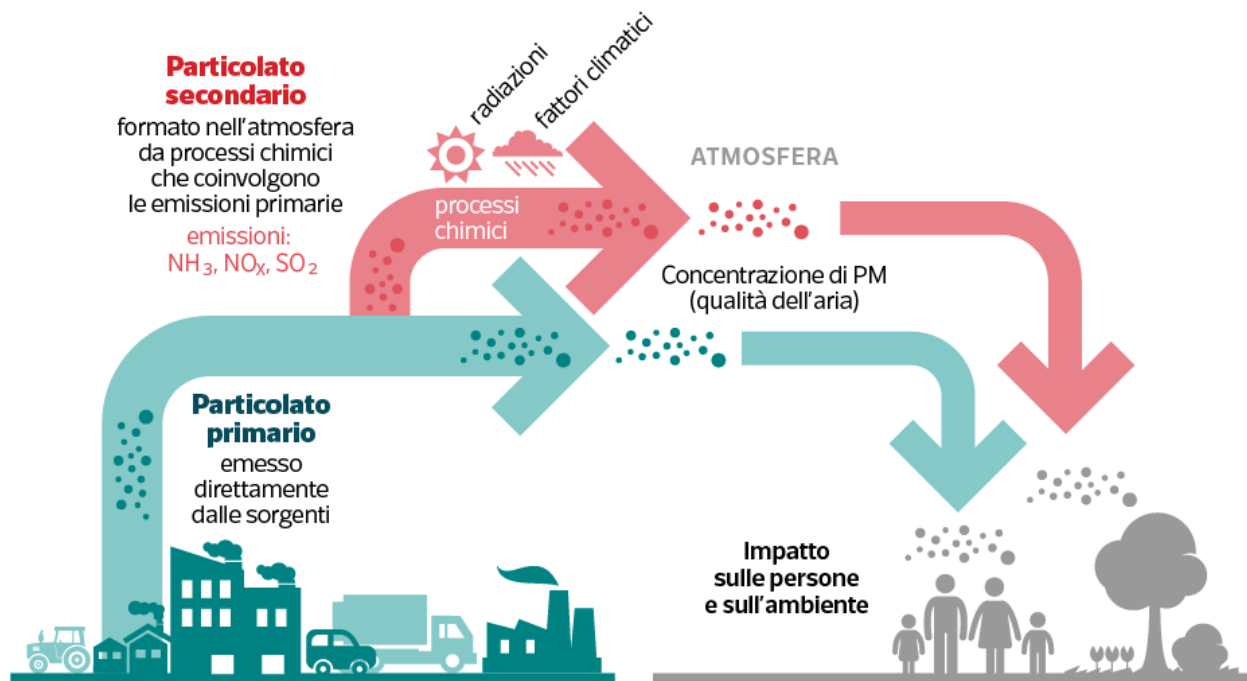 Particolato
secondario
formato nell'atmosfera
da processi chimici
che coinvolgono
le emissioni primarie
emissioni:
NH₃, NOₓ, SO₂
radiazioni
fattori climatici
processi
chimici
ATMOSFERA
Concentrazione di PM
(qualità dell'aria)
Particolato
primario
emesso
direttamente
dalle sorgenti
Impatto
sulle persone
e sull'ambiente